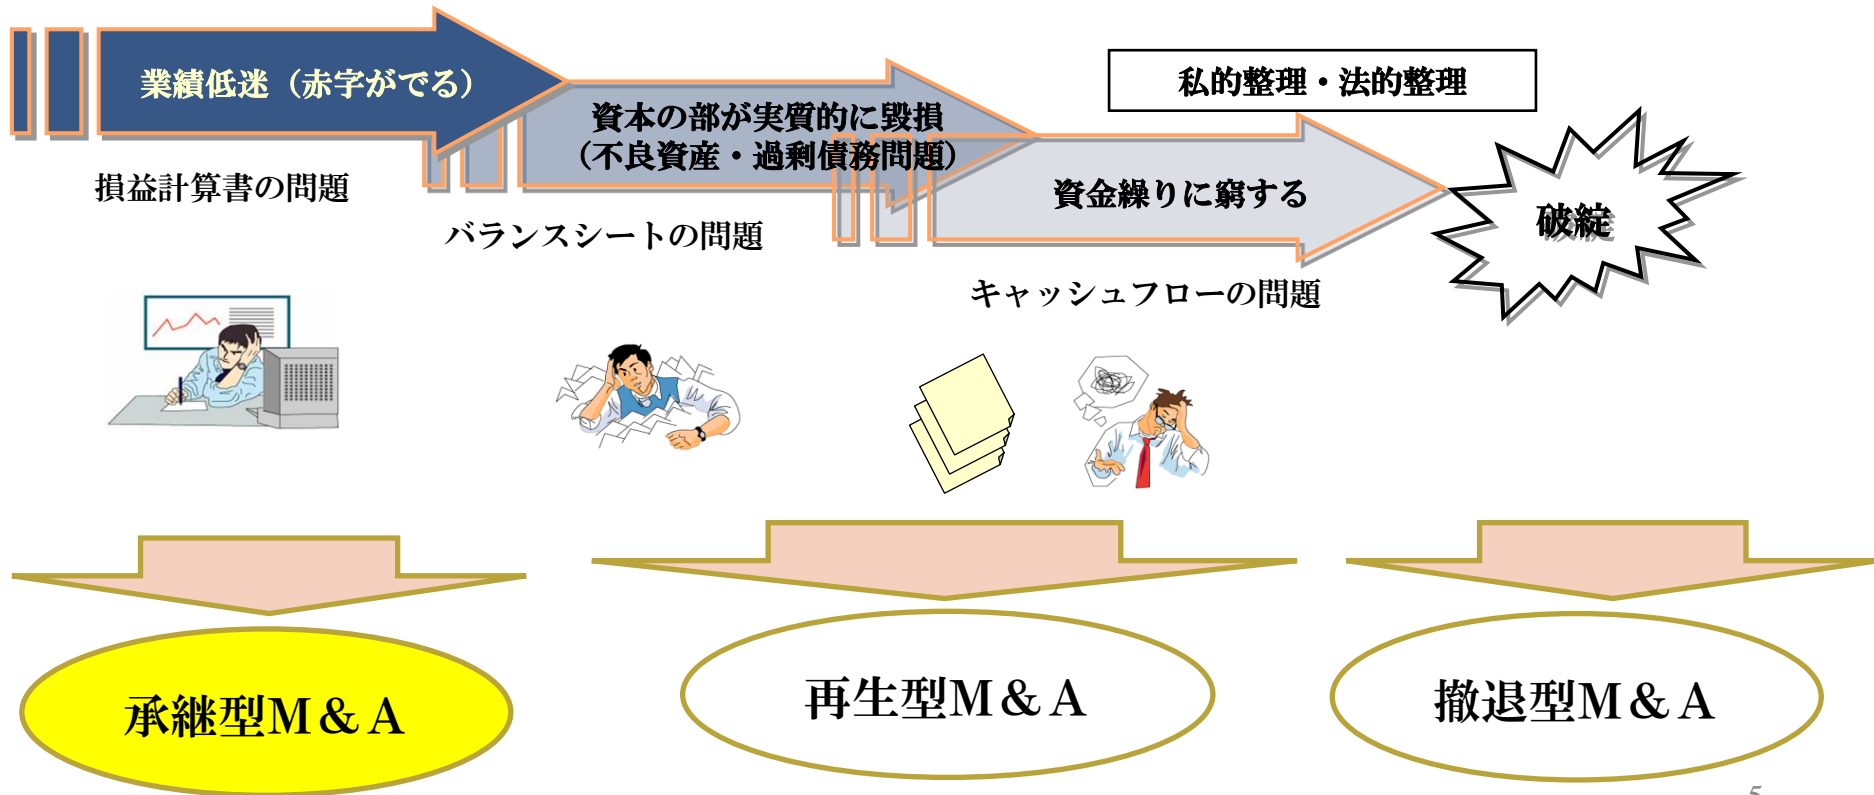 業績低迷（赤字がでる）
私的整理・法的整理
資本の部が実質的に毀損
（不良資産・過剰債務問題）
損益計算書の問題
資金繰りに窮する
破綻
バランスシートの問題
キャッシュフローの問題
承継型M＆A
再生型M＆A
撤退型M＆A
5